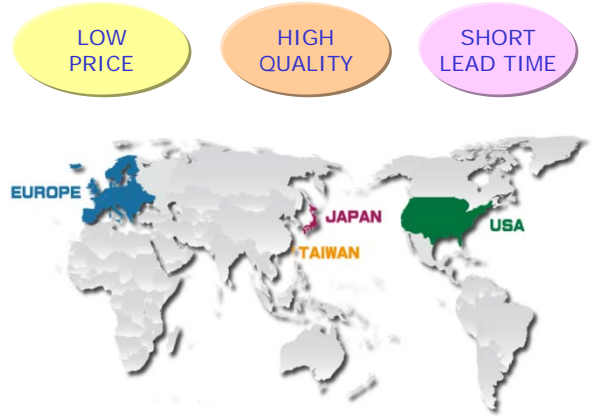 LOW
PRICE
HIGH
QUALITY
SHORT
LEAD TIME
EUROPE
JAPAN
TAIWAN
USA